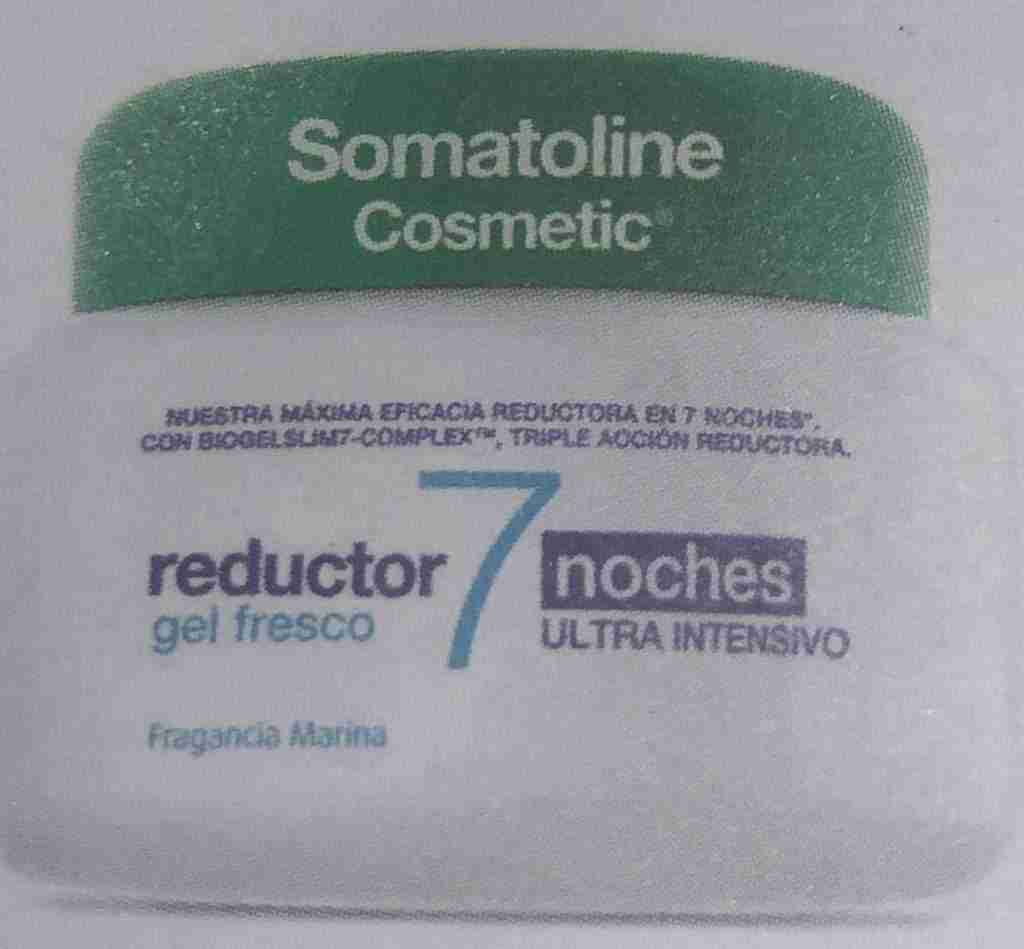 Somatoline
Cosmetic®
NUESTRA MÁXIMA EFICACIA REDUCTORA EN 7 NOCHES*,
CON BIOGELSLIM7-COMPLEX™, TRIPLE ACCIÓN REDUCTORA.
reductor 7 noches
gel fresco ULTRA INTENSIVO
Fragancia Marina